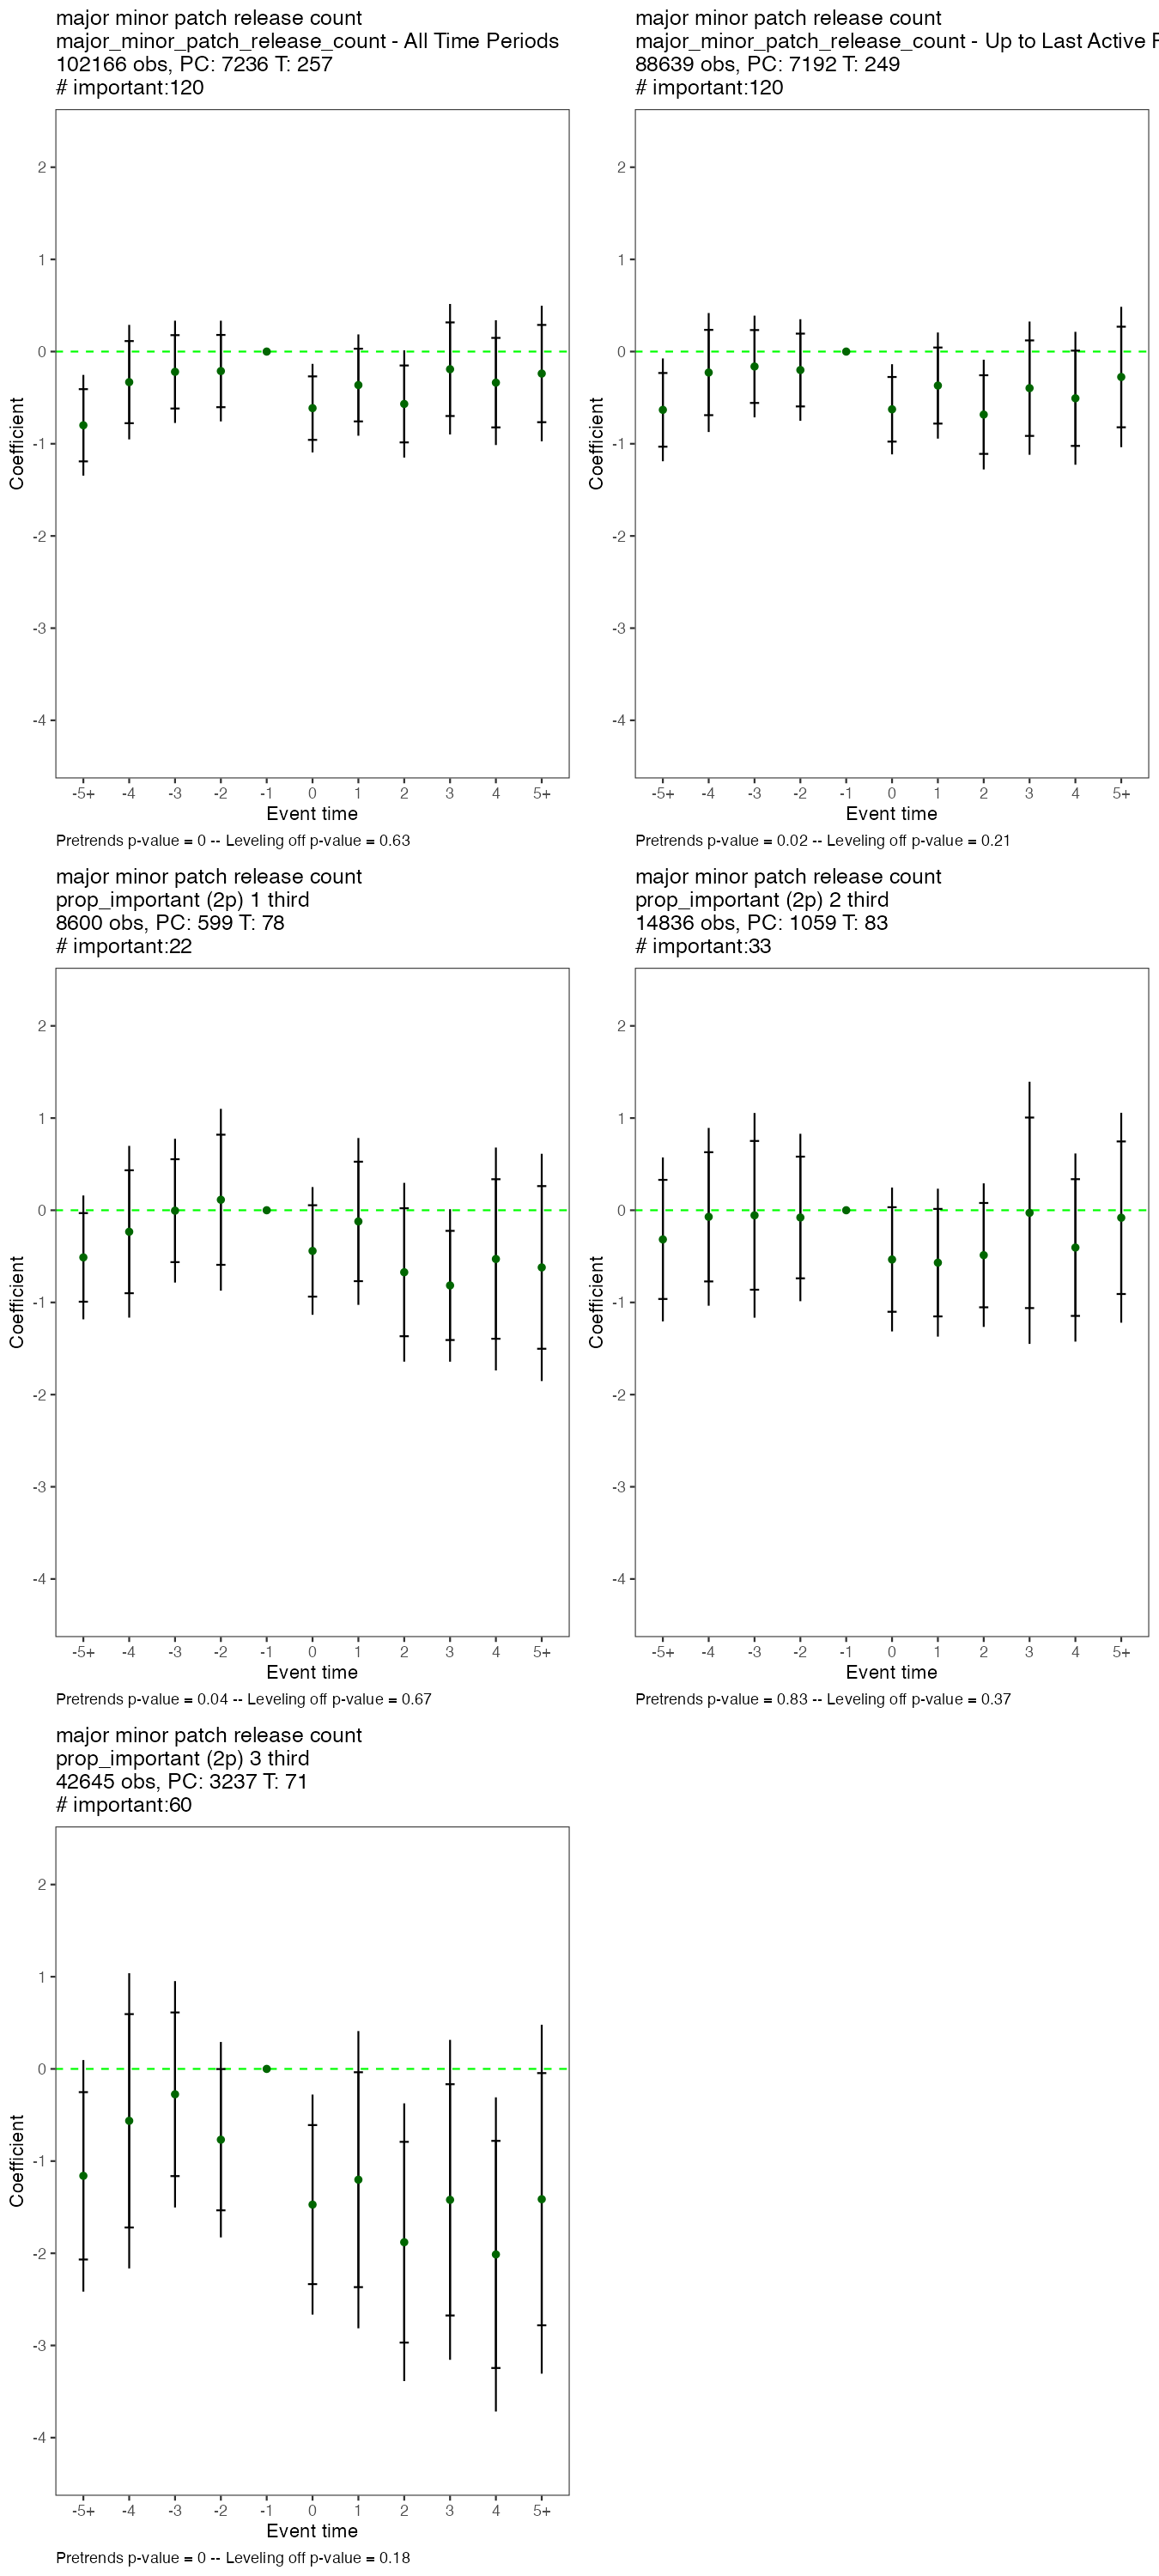 major minor patch release count
major_minor_patch_release_count - All Time Periods
102166 obs, PC: 7236 T: 257
# important:120
2
1
0
-1
-2
-3
-4
Coefficient
-5+ -4 -3 -2 -1 0 1 2 3 4 5+
Event time
Pretrends p-value = 0 -- Leveling off p-value = 0.63
major minor patch release count
major_minor_patch_release_count - Up to Last Active
88639 obs, PC: 7192 T: 249
# important:120
2
1
0
-1
-2
-3
-4
Coefficient
-5+ -4 -3 -2 -1 0 1 2 3 4 5+
Event time
Pretrends p-value = 0.02 -- Leveling off p-value = 0.21
major minor patch release count
prop_important (2p) 1 third
8600 obs, PC: 599 T: 78
# important:22
2
1
0
-1
-2
-3
-4
Coefficient
-5+ -4 -3 -2 -1 0 1 2 3 4 5+
Event time
Pretrends p-value = 0.04 -- Leveling off p-value = 0.67
major minor patch release count
prop_important (2p) 2 third
14836 obs, PC: 1059 T: 83
# important:33
2
1
0
-1
-2
-3
-4
Coefficient
-5+ -4 -3 -2 -1 0 1 2 3 4 5+
Event time
Pretrends p-value = 0.83 -- Leveling off p-value = 0.37
major minor patch release count
prop_important (2p) 3 third
42645 obs, PC: 3237 T: 71
# important:60
2
1
0
-1
-2
-3
-4
Coefficient
-5+ -4 -3 -2 -1 0 1 2 3 4 5+
Event time
Pretrends p-value = 0 -- Leveling off p-value = 0.18